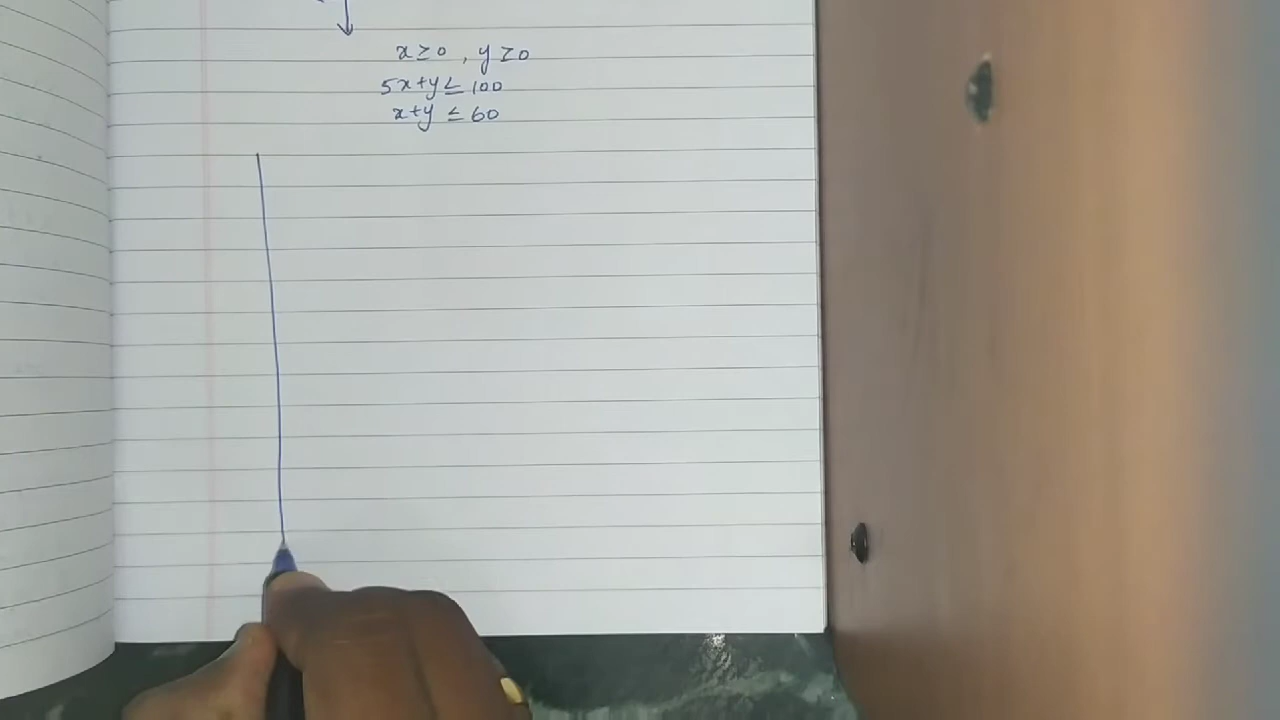 x ≥ 0 , y ≥ 0
5x+y ≤ 100
x+y ≤ 60